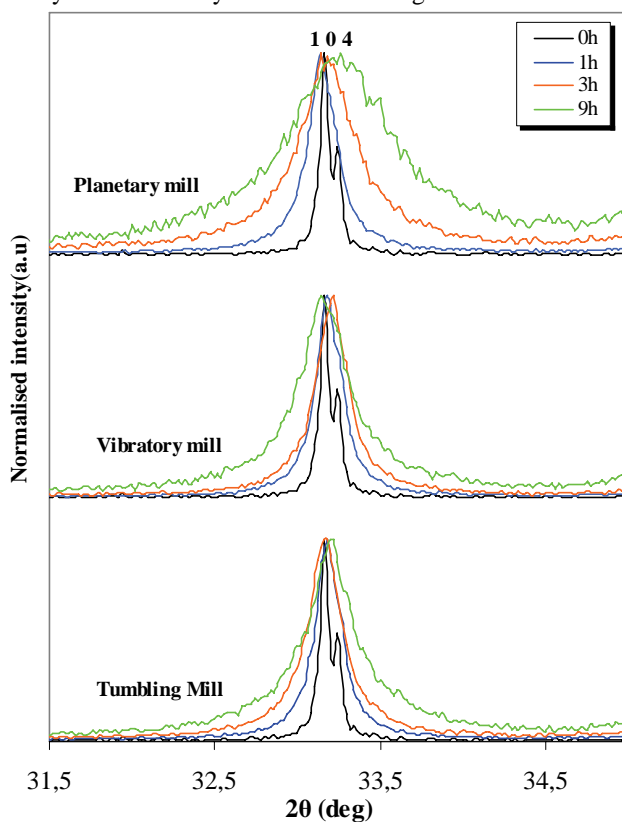 1 0 4
0h
1h
3h
9h
Planetary mill
Vibratory mill
Tumbling Mill
Normalised intensity(a.u)
31,5 32,5 33,5 34,5
2θ (deg)